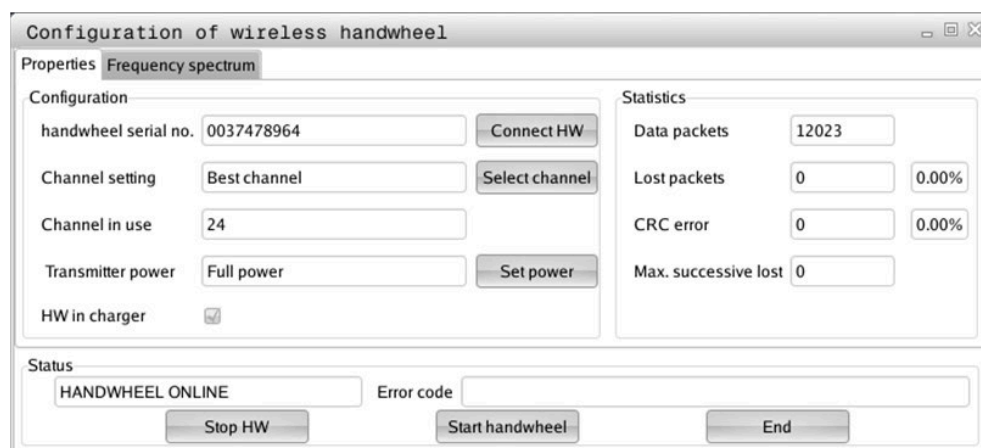 Configuration of wireless handwheel
Properties Frequency spectrum
Configuration
handwheel serial no. 0037478964 Connect HW
Channel setting Best channel Select channel
Channel in use 24
Transmitter power Full power Set power
HW in charger
Statistics
Data packets 12023
Lost packets 0 0.00%
CRC error 0 0.00%
Max. successive lost 0
Status
HANDWHEEL ONLINE Error code
Stop HW Start handwheel End